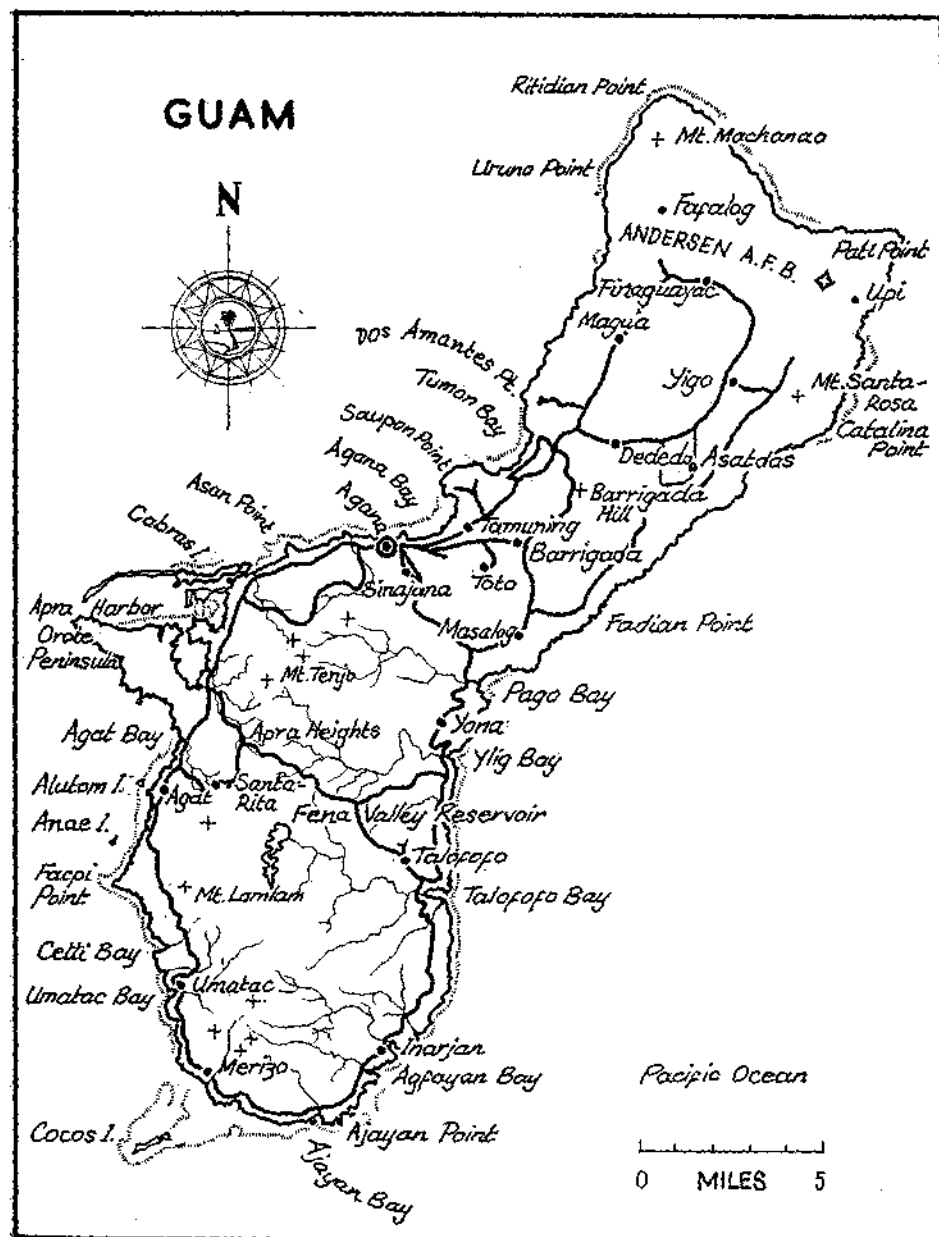 GUAM
N
Ritidian Point
Mt. Machanao
Uruno Point
Fafalog
ANDERSEN A.F.B.
Pati Point
Finaguayac
Upi
Magua
Dos Amantes Pt.
Yigo
Mt. Santa-
Rosa
Tumon Bay
Saupon Point
Catalina
Point
Dededo
Asatdas
Agana Bay
Barrigada
Hill
Asan Point
Agana
Tamuning
Cabras I.
Barrigada
Sinajana
Toto
Apra Harbor
Orote
Peninsula
Masalog
Fadian Point
Mt. Tenjo
Pago Bay
Yona
Agat Bay
Apra Heights
Ylig Bay
Alutom I.
Agat
Santa-
Rita
Anae I.
Fena Valley Reservoir
Talofofo
Facpi
Point
Mt. Lamlam
Talofofo Bay
Cetti Bay
Umatac
Umatac Bay
Inarjan
Merizo
Agfayan Bay
Pacific Ocean
Cocos I.
Ajayan Point
Ajayan Bay
0 MILES 5